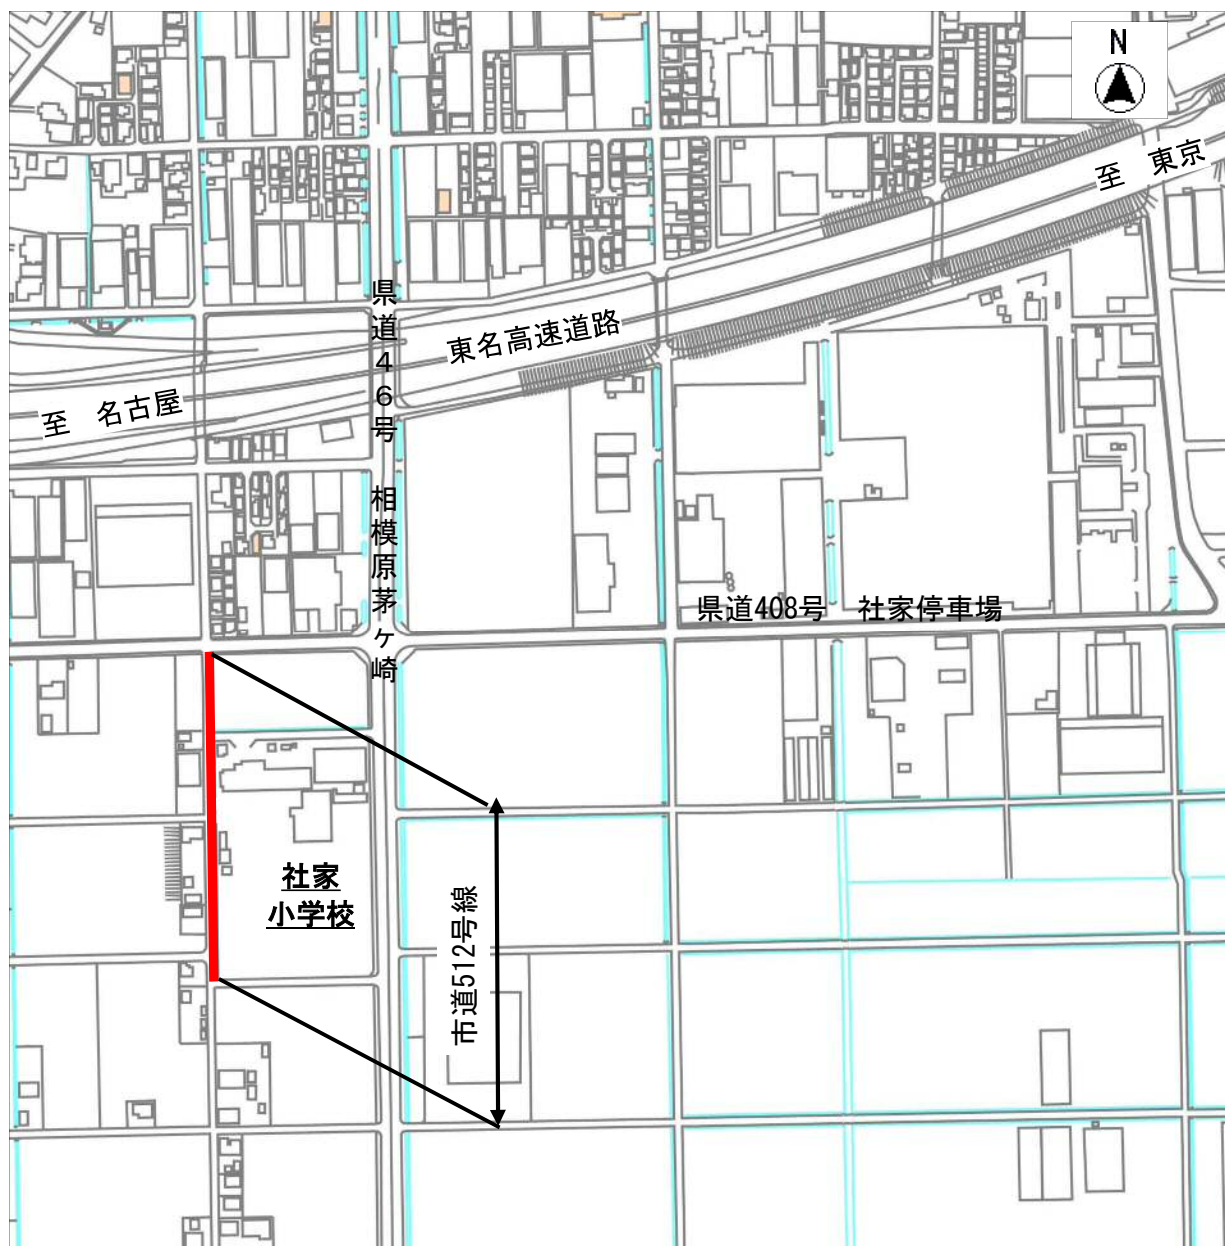 N
至　東京
東名高速道路
至　名古屋
県道46号　相模原茅ヶ崎
県道408号　社家停車場
社家
小学校
市道512号線